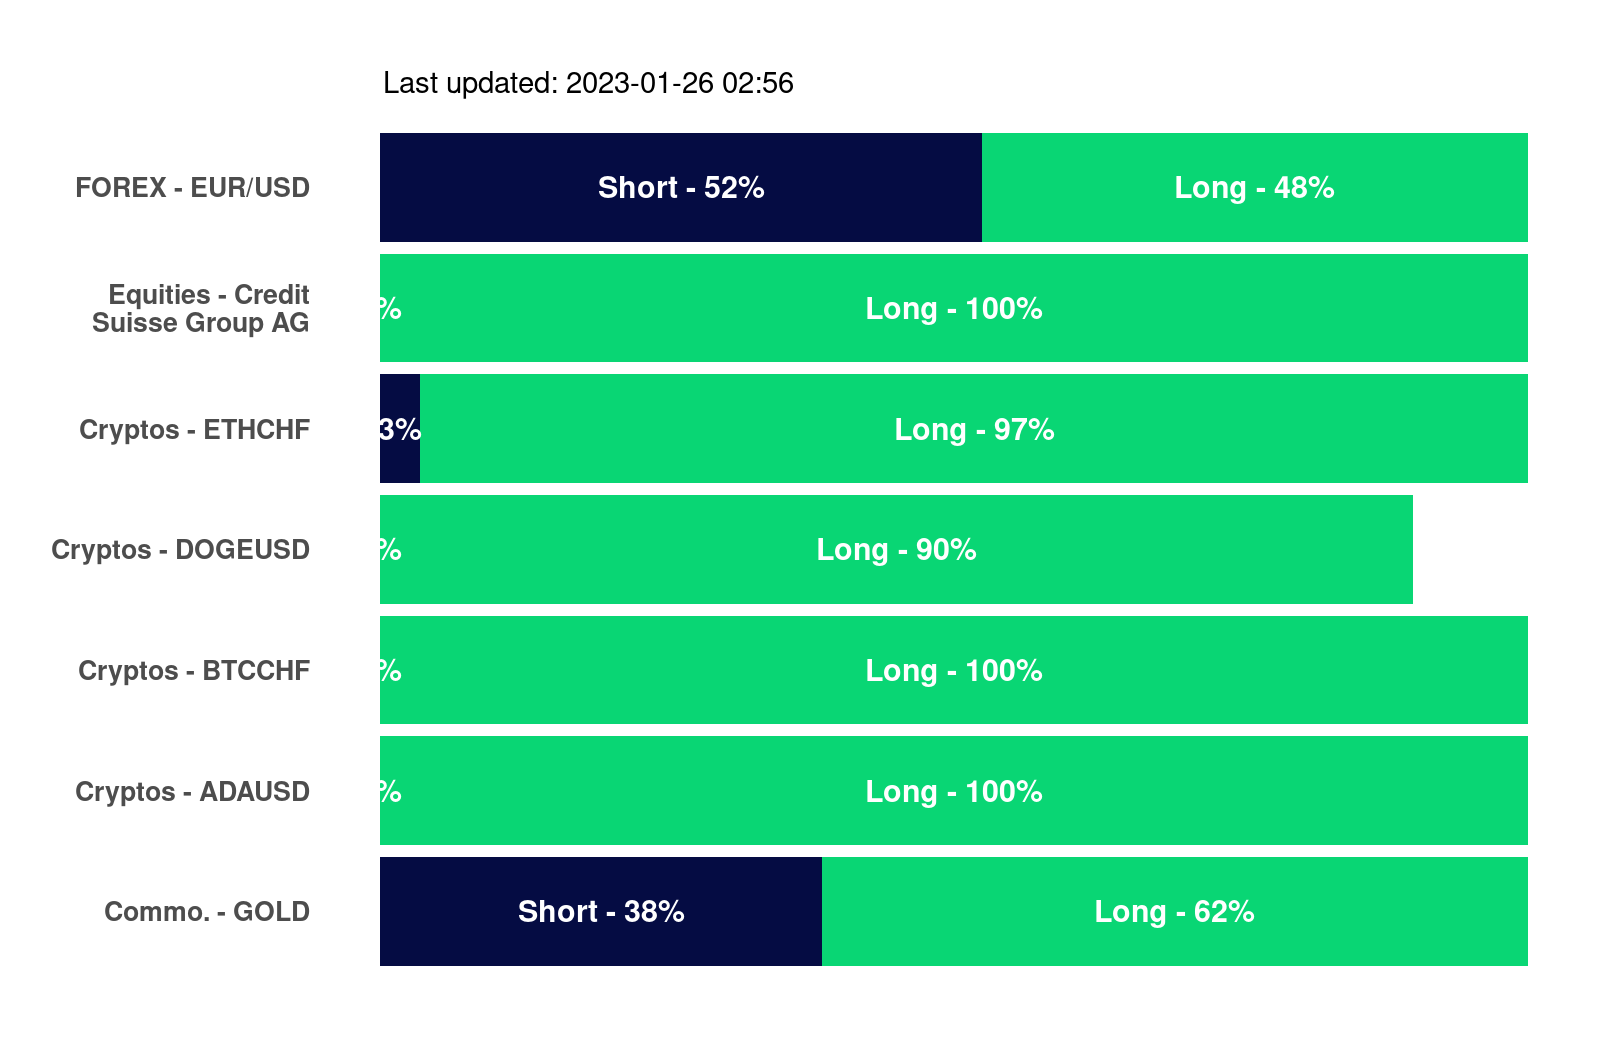 Last updated: 2023-01-26 02:56
FOREX - EUR/USD
Short - 52%
Long - 48%
Equities - Credit
Suisse Group AG
%
Long - 100%
Cryptos - ETHCHF
3%
Long - 97%
Cryptos - DOGEUSD
%
Long - 90%
Cryptos - BTCCHF
%
Long - 100%
Cryptos - ADAUSD
%
Long - 100%
Commo. - GOLD
Short - 38%
Long - 62%